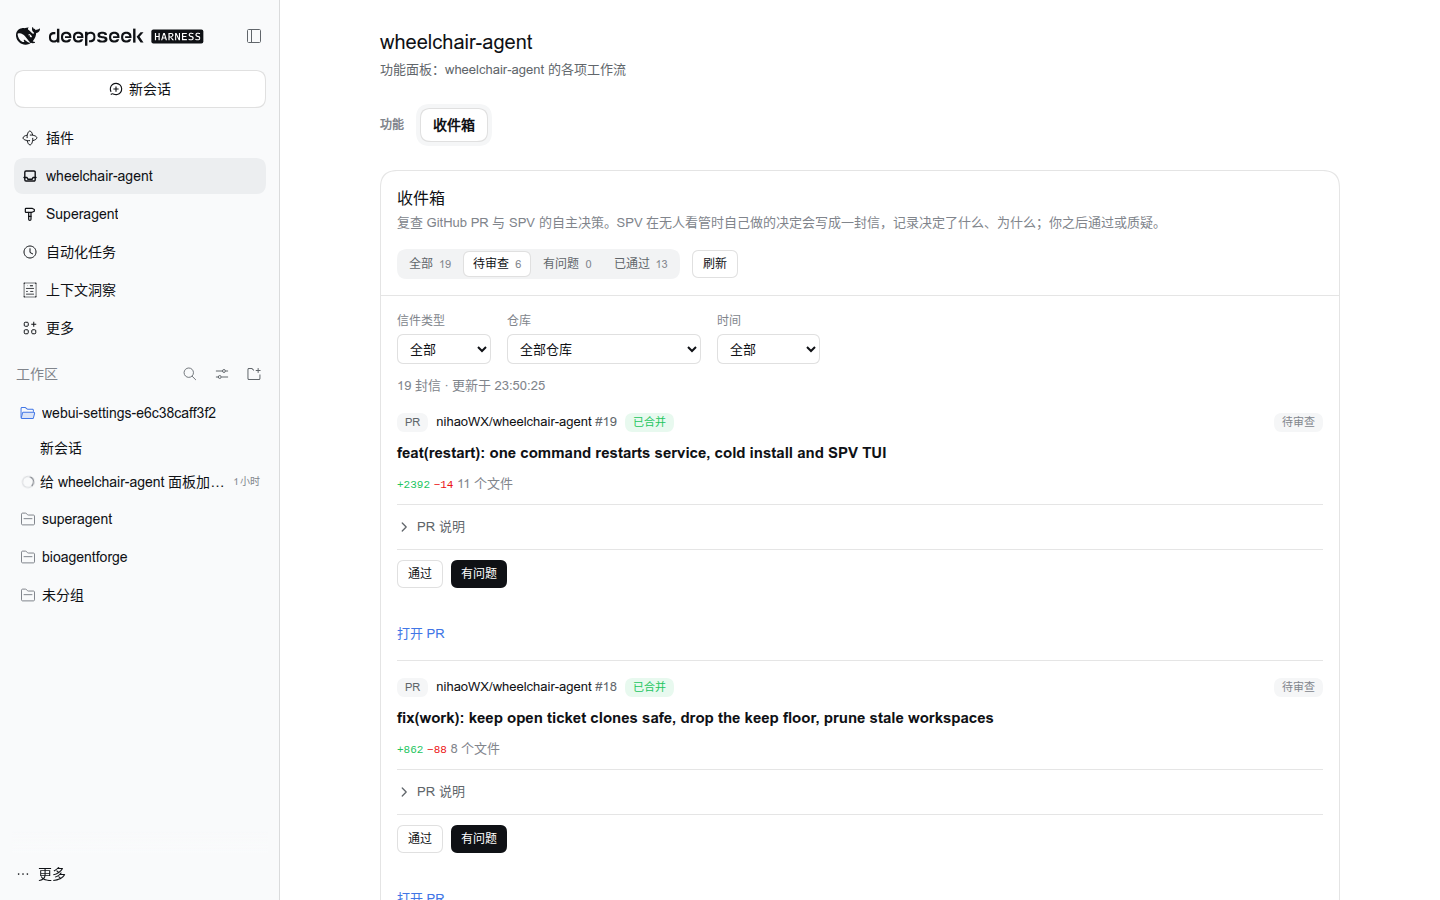 deepseek HARNESS
新会话
插件
wheelchair-agent
Superagent
自动化任务
上下文洞察
更多
工作区
webui-settings-e6c38caff3f2
新会话
给 wheelchair-agent 面板加... 1小时
superagent
bioagentforge
未分组
··· 更多
wheelchair-agent
功能面板：wheelchair-agent 的各项工作流
功能 收件箱
收件箱
复查 GitHub PR 与 SPV 的自主决策。SPV 在无人看管时自己做的决定会写成一封信，记录决定了什么、为什么；你之后通过或质疑。
全部 19 待审查 6 有问题 0 已通过 13 刷新
信件类型 仓库 时间
全部 全部仓库 全部
19 封信 · 更新于 23:50:25
PR nihaoWX/wheelchair-agent #19 已合并 待审查
feat(restart): one command restarts service, cold install and SPV TUI
+2392 −14 11 个文件
PR 说明
通过 有问题
打开 PR
PR nihaoWX/wheelchair-agent #18 已合并 待审查
fix(work): keep open ticket clones safe, drop the keep floor, prune stale workspaces
+862 −88 8 个文件
PR 说明
通过 有问题
打开 PR